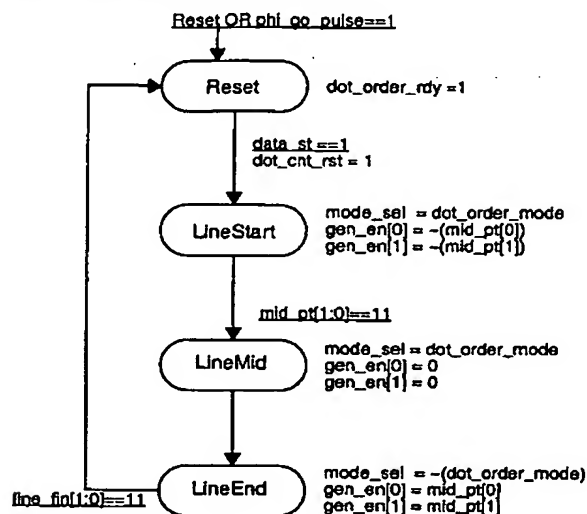 Reset OR phi_go_pulse==1
Reset
dot_order_rdy =1
data_st==1
dot_cnt_rst = 1
LineStart
mode_sel = dot_order_mode
gen_en[0] = ~(mid_pt[0])
gen_en[1] = ~(mid_pt[1])
mid_pt[1:0]==11
LineMid
mode_sel = dot_order_mode
gen_en[0] = 0
gen_en[1] = 0
LineEnd
mode_sel = ~(dot_order_mode)
gen_en[0] = mid_pt[0]
gen_en[1] = mid_pt[1]
line_fin[1:0]==11